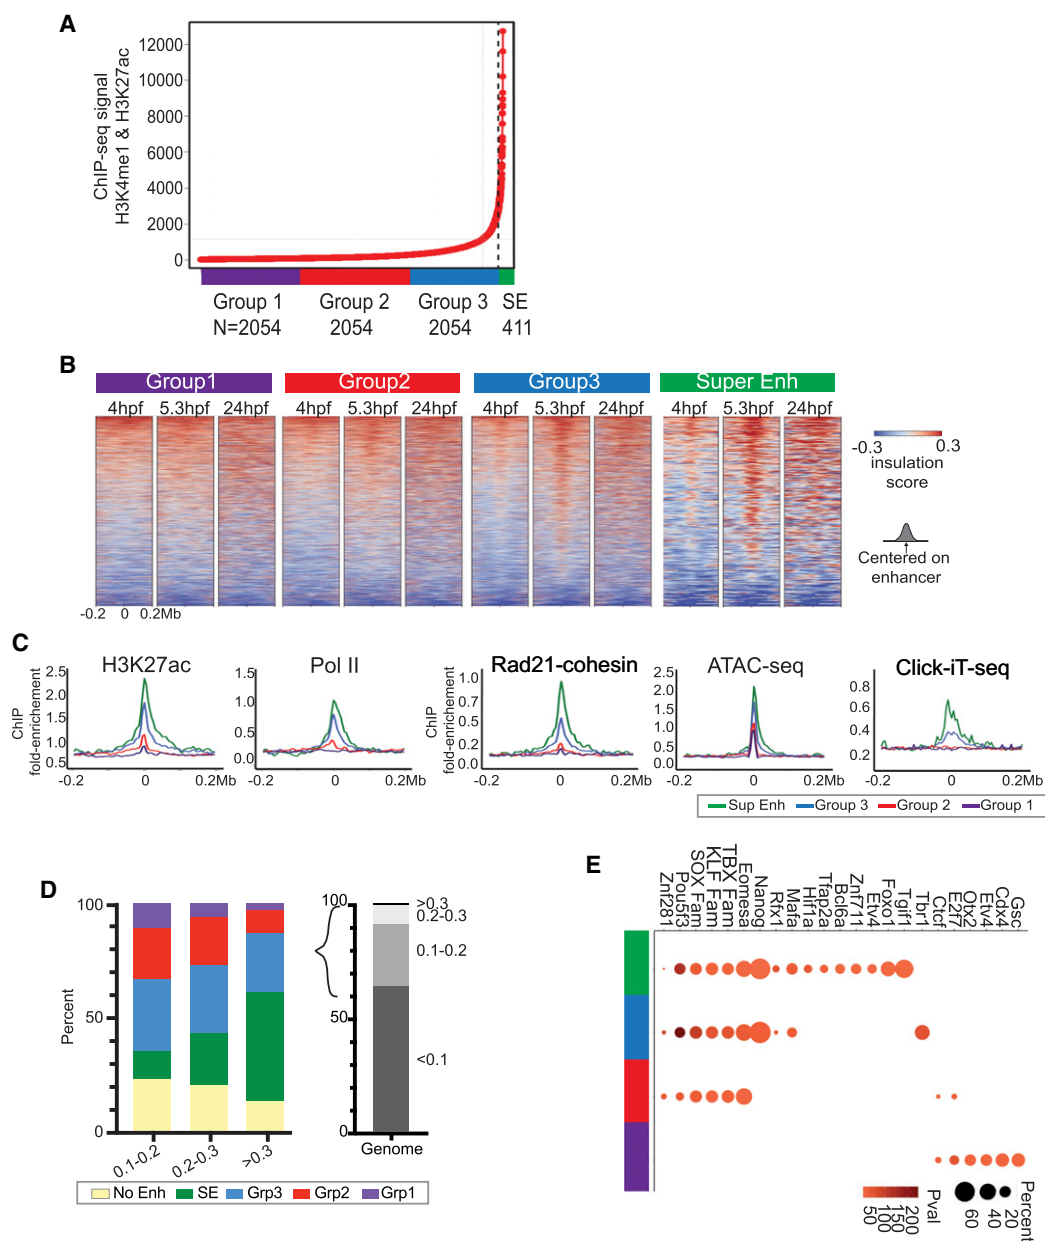 A
ChIP-seq signal
H3K4me1 & H3K27ac
12000
10000
8000
6000
4000
2000
0
Group 1 Group 2 Group 3 SE
N=2054 2054 2054 411
B
Group1 Group2 Group3 Super Enh
4hpf 5.3hpf 24hpf 4hpf 5.3hpf 24hpf 4hpf 5.3hpf 24hpf 4hpf 5.3hpf 24hpf
-0.3 0.3
insulation
score
Centered on
enhancer
-0.2 0 0.2Mb
C
H3K27ac Pol II Rad21-cohesin ATAC-seq Click-iT-seq
ChIP
fold-enrichement
2.5
2.0
1.5
1.0
0.5
-0.2 0 0.2Mb
1.5
1.0
0.5
0.0
-0.2 0 0.2Mb
ChIP
fold-enrichement
1.0
0.7
0.5
0.2
0.0
-0.2 0 0.2Mb
2.5
2.0
1.5
1.0
0.5
0.0
-0.2 0 0.2Mb
0.8
0.6
0.4
0.2
-0.2 0 0.2Mb
Sup Enh Group 3 Group 2 Group 1
D
Percent
100
50
0
0.1-0.2 0.2-0.3 >0.3
100
50
0
>0.3
0.2-0.3
0.1-0.2
<0.1
Genome
No Enh SE Grp3 Grp2 Grp1
E
Znf281
Pou5f3
SOX Fam
KLF Fam
TBX Fam
Eomesa
Nanog
Rfx1
Mafa
Hif1a
Tfap2a
Bcl6a
Znf711
Etv4
Foxo1
Tgif1
Tbr1
Ctcf
E2f7
Otx2
Etv4
Cdx4
Gsc
Pval
200
150
100
50
Percent
20
40
60